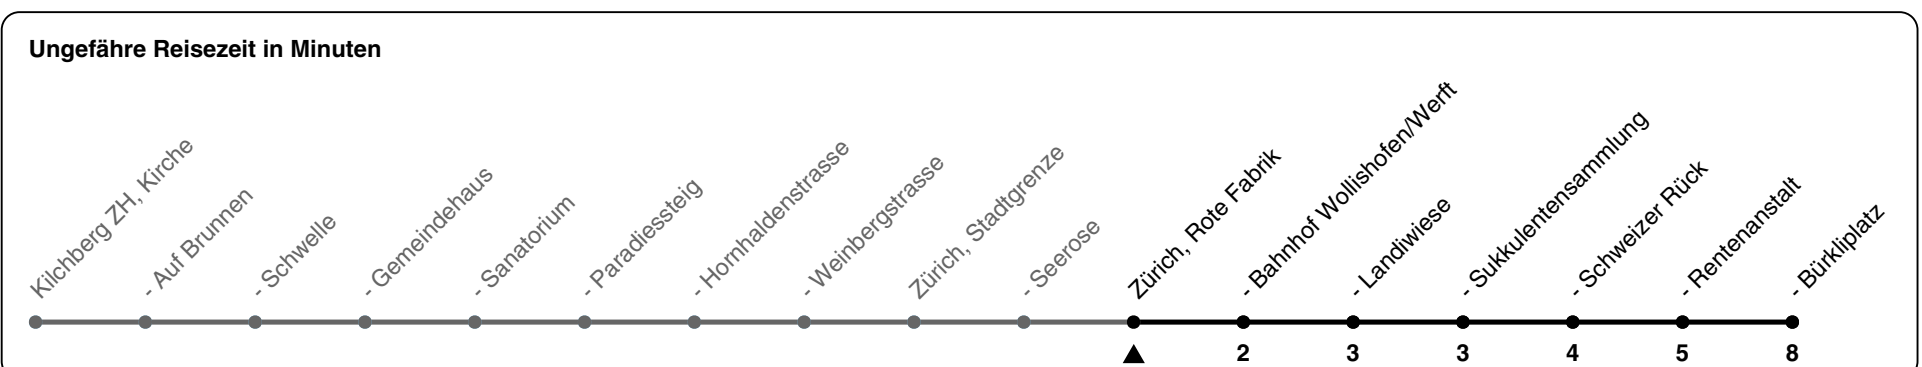 Ungefähre Reisezeit in Minuten
Kilchberg ZH, Kirche
- Auf Brunnen
- Schwelle
- Gemeindehaus
- Sanatorium
- Paradiessteig
- Hornhaldenstrasse
- Weinbergstrasse
Zürich, Stadtgrenze
- Seerose
Zürich, Rote Fabrik
- Bahnhof Wollishofen/Werft
- Landiwiese
- Sukkulentensammlung
- Schweizer Rück
- Rentenanstalt
- Bürkliplatz
2 3 3 4 5 8